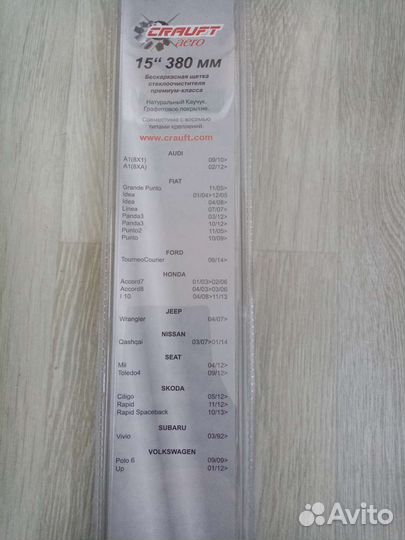 CRAUFT
aero
15" 380 мм
Бескаркасная щетка
стеклоочистителя
премиум-класса
Натуральный Каучук.
Графитовое покрытие.
Совместима с восемью
типами креплений.
www.crauft.com
AUDI
A1(8X1) 09/10>
A1(8XA) 02/12>
FIAT
Grande Punto 11/05>
Idea 01/04>12/05
Idea 04/08>
Linea 07/07>
Panda3 03/12>
Panda3 10/12>
Punto2 11/05>
Punto 10/09>
FORD
TourneoCourier 06/14>
HONDA
Accord7 01/03>02/06
Accord8 04/03>03/06
I 10 04/08>11/13
JEEP
Wrangler 04/07>
NISSAN
Qashqai 03/07>01/14
SEAT
Mii 04/12>
Toledo4 09/12>
SKODA
Citigo 05/12>
Rapid 11/12>
Rapid Spaceback 10/13>
SUBARU
Vivio 03/92>
VOLKSWAGEN
Polo 6 09/09>
Up 01/12>
Avito